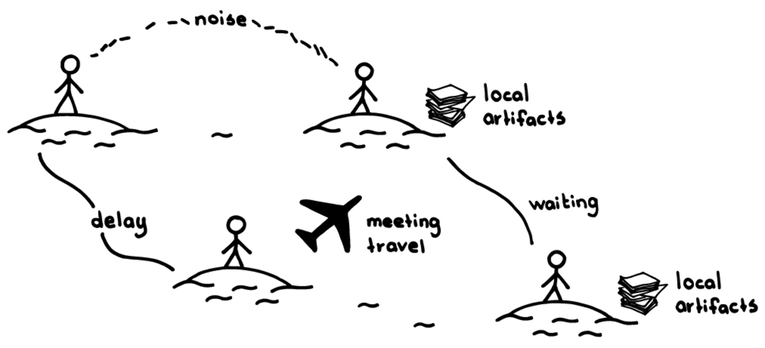 noise
local
artifacts
delay
meeting
travel
waiting
local
artifacts